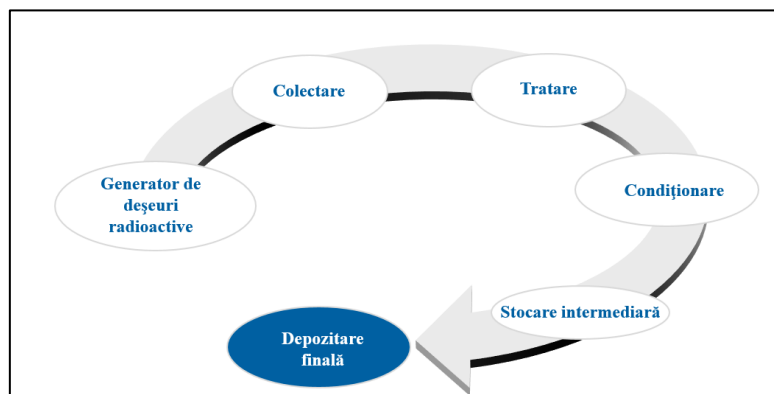 Colectare
Tratare
Generator de
deşeuri
radioactive
Condiţionare
Stocare intermediară
Depozitare
finală